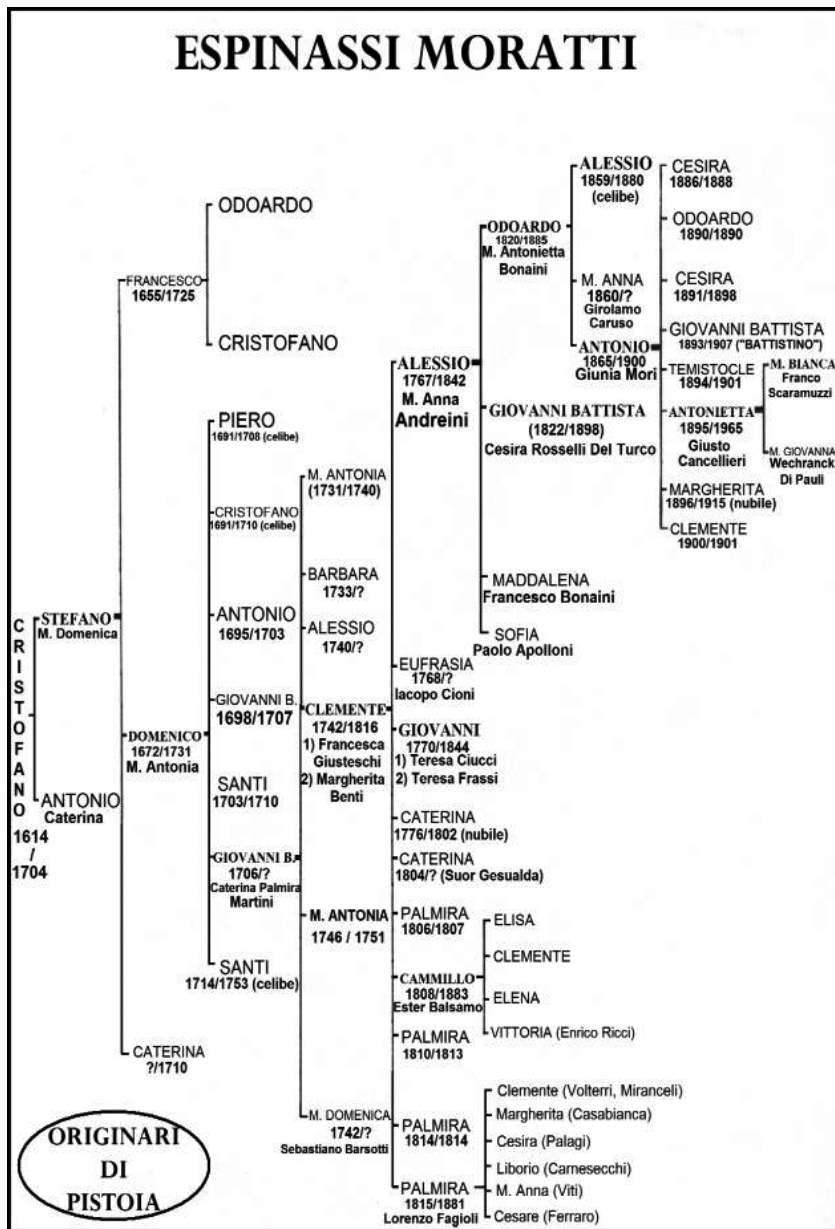 ESPINASSI MORATTI
CRISTOFANO
1614
/
1704
STEFANO
M. Domenica
ANTONIO
Caterina
FRANCESCO
1655/1725
DOMENICO
1672/1731
M. Antonia
CATERINA
?/1710
ODOARDO
CRISTOFANO
PIERO
1691/1708 (celibe)
CRISTOFANO
1691/1710 (celibe)
ANTONIO
1695/1703
GIOVANNI B.
1698/1707
SANTI
1703/1710
GIOVANNI B.
1706/?
Caterina Palmira
Martini
SANTI
1714/1753 (celibe)
M. ANTONIA
(1731/1740)
BARBARA
1733/?
ALESSIO
1740/?
CLEMENTE
1742/1816
1) Francesca
Giusteschi
2) Margherita
Benti
M. ANTONIA
1746 / 1751
M. DOMENICA
1742/?
Sebastiano Barsotti
ALESSIO
1767/1842
M. Anna
Andreini
EUFRASIA
1768/?
Iacopo Cioni
GIOVANNI
1770/1844
1) Teresa Ciucci
2) Teresa Frassi
CATERINA
1776/1802 (nubile)
CATERINA
1804/? (Suor Gesualda)
PALMIRA
1806/1807
CAMMILLO
1808/1883
Ester Balsamo
PALMIRA
1810/1813
PALMIRA
1814/1814
PALMIRA
1815/1881
Lorenzo Fagioli
ODOARDO
1820/1885
M. Antonietta
Bonaini
GIOVANNI BATTISTA
(1822/1898)
Cesira Rosselli Del Turco
MADDALENA
Francesco Bonaini
SOFIA
Paolo Apolloni
ELISA
CLEMENTE
ELENA
VITTORIA (Enrico Ricci)
Clemente (Volterri, Miranceli)
Margherita (Casabianca)
Cesira (Palagi)
Liborio (Carnesecchi)
M. Anna (Viti)
Cesare (Ferraro)
ALESSIO
1859/1880
(celibe)
M. ANNA
1860/?
Girolamo
Caruso
ANTONIO
1865/1900
Giunia Mori
CESIRA
1886/1888
ODOARDO
1890/1890
CESIRA
1891/1898
GIOVANNI BATTISTA
1893/1907 ("BATTISTINO")
TEMISTOCLE
1894/1901
ANTONIETTA
1895/1965
Giusto
Cancellieri
MARGHERITA
1896/1915 (nubile)
CLEMENTE
1900/1901
M. BIANCA
Franco
Scaramuzzi
M. GIOVANNA
Wechranck
Di Pauli
ORIGINARI
DI
PISTOIA